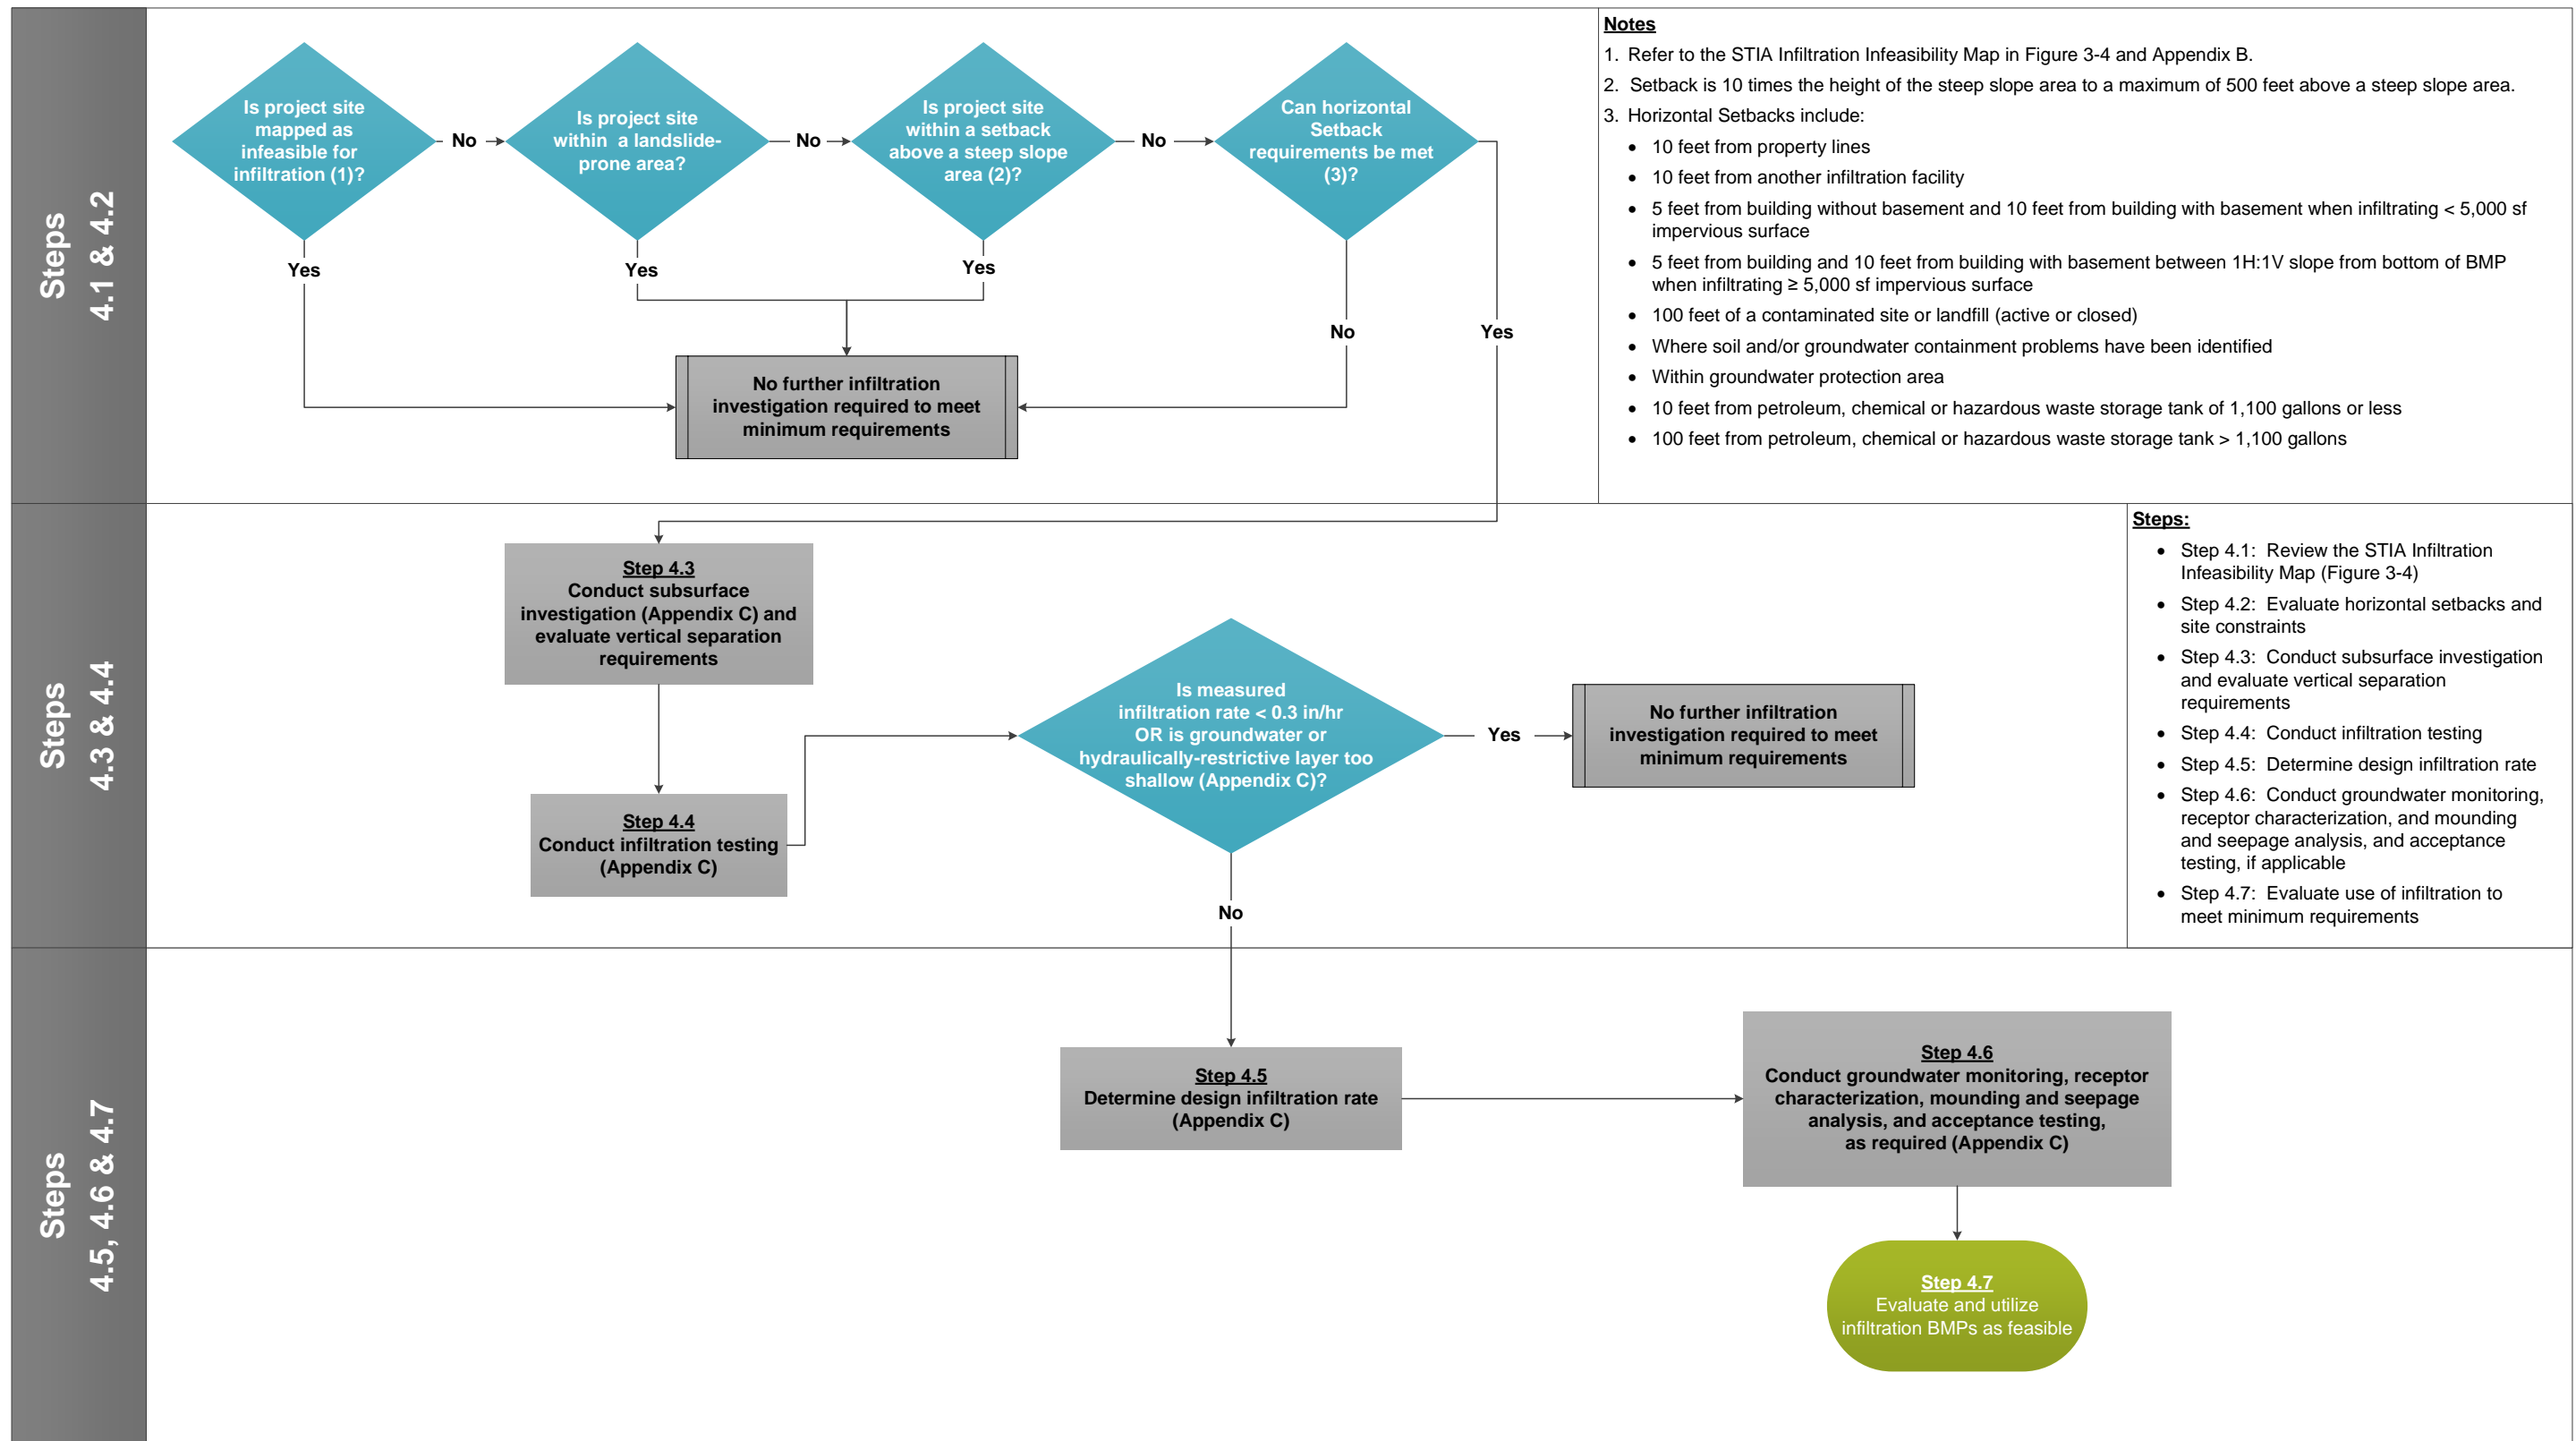 Steps
4.1 & 4.2
Is project site
mapped as
infeasible for
infiltration (1)?
No
Is project site
within a landslide-
prone area?
No
Is project site
within a setback
above a steep slope
area (2)?
No
Can horizontal
Setback
requirements be met
(3)?
Yes
Yes
Yes
No
Yes
No further infiltration
investigation required to meet
minimum requirements
Notes
1. Refer to the STIA Infiltration Infeasibility Map in Figure 3-4 and Appendix B.
2. Setback is 10 times the height of the steep slope area to a maximum of 500 feet above a steep slope area.
3. Horizontal Setbacks include:
• 10 feet from property lines
• 10 feet from another infiltration facility
• 5 feet from building without basement and 10 feet from building with basement when infiltrating < 5,000 sf
impervious surface
• 5 feet from building and 10 feet from building with basement between 1H:1V slope from bottom of BMP
when infiltrating ≥ 5,000 sf impervious surface
• 100 feet of a contaminated site or landfill (active or closed)
• Where soil and/or groundwater containment problems have been identified
• Within groundwater protection area
• 10 feet from petroleum, chemical or hazardous waste storage tank of 1,100 gallons or less
• 100 feet from petroleum, chemical or hazardous waste storage tank > 1,100 gallons
Steps
4.3 & 4.4
Step 4.3
Conduct subsurface
investigation (Appendix C) and
evaluate vertical separation
requirements
Step 4.4
Conduct infiltration testing
(Appendix C)
Is measured
infiltration rate < 0.3 in/hr
OR is groundwater or
hydraulically-restrictive layer too
shallow (Appendix C)?
Yes
No further infiltration
investigation required to meet
minimum requirements
No
Steps:
• Step 4.1: Review the STIA Infiltration
Infeasibility Map (Figure 3-4)
• Step 4.2: Evaluate horizontal setbacks and
site constraints
• Step 4.3: Conduct subsurface investigation
and evaluate vertical separation
requirements
• Step 4.4: Conduct infiltration testing
• Step 4.5: Determine design infiltration rate
• Step 4.6: Conduct groundwater monitoring,
receptor characterization, and mounding
and seepage analysis, and acceptance
testing, if applicable
• Step 4.7: Evaluate use of infiltration to
meet minimum requirements
Steps
4.5, 4.6 & 4.7
Step 4.5
Determine design infiltration rate
(Appendix C)
Step 4.6
Conduct groundwater monitoring, receptor
characterization, mounding and seepage
analysis, and acceptance testing,
as required (Appendix C)
Step 4.7
Evaluate and utilize
infiltration BMPs as feasible